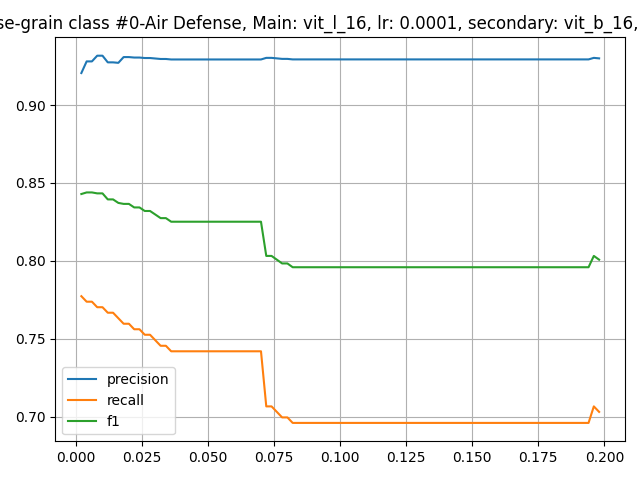 se-grain class #0-Air Defense, Main: vit_l_16, lr: 0.0001, secondary: vit_b_16,
0.90
0.85
0.80
0.75
0.70
precision
recall
f1
0.000 0.025 0.050 0.075 0.100 0.125 0.150 0.175 0.200